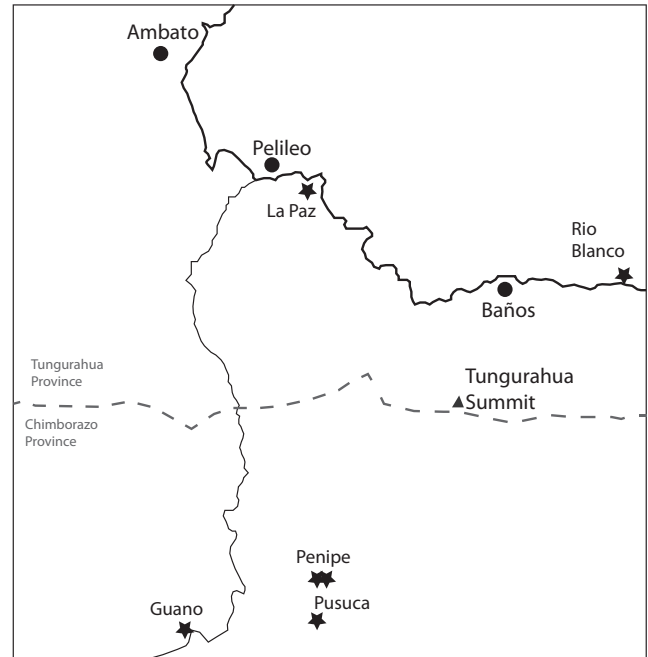 Ambato
Pelileo
La Paz
Rio
Blanco
Baños
Tungurahua
Province
Tungurahua
Summit
Chimborazo
Province
Penipe
Pusuca
Guano